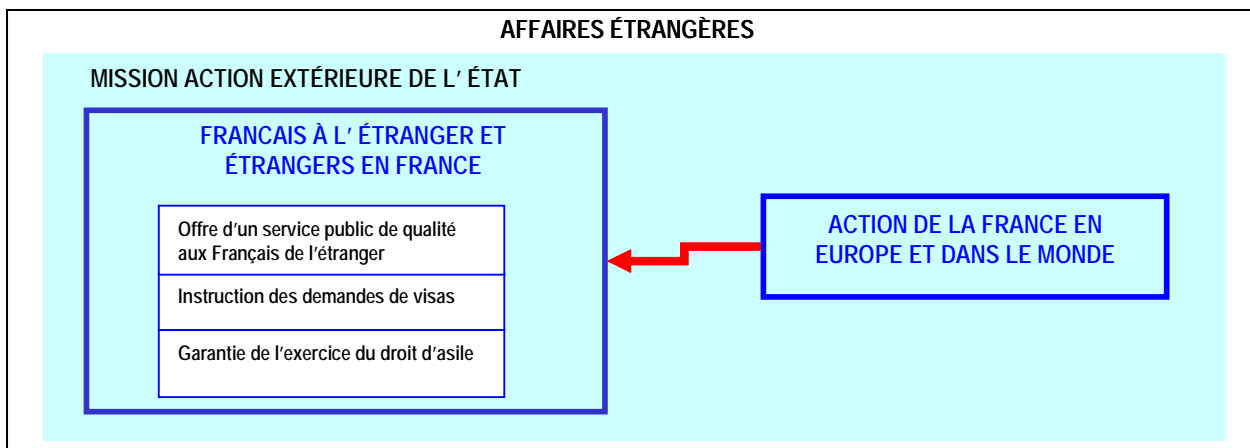 AFFAIRES ÉTRANGÈRES
MISSION ACTION EXTÉRIEURE DE L' ÉTAT
FRANCAIS À L' ÉTRANGER ET
ÉTRANGERS EN FRANCE
Offre d'un service public de qualité
aux Français de l'étranger
Instruction des demandes de visas
Garantie de l'exercice du droit d'asile
ACTION DE LA FRANCE EN
EUROPE ET DANS LE MONDE